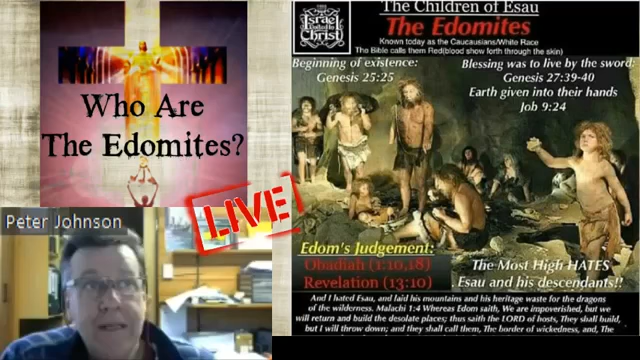 Who Are
The Edomites?
LIVE
Peter Johnson
Israel
United In
Christ
The Children of Esau
The Edomites
Known today as the Caucasians/White Race
The Bible calls them Red(blood show forth through the skin)
Beginning of existence:
Genesis 25:25
Blessing was to live by the sword:
Genesis 27:39-40
Earth given into their hands
Job 9:24
Edom's Judgement:
Obadiah (1:10,18)
Revelation (13:10)
The Most High HATES
Esau and his descendants!!
And I hated Esau, and laid his mountains and his heritage waste for the dragons
of the wilderness. Malachi 1:4 Whereas Edom saith, We are impoverished, but we
will return and build the desolate places; thus saith the LORD of hosts, They shall build,
but I will throw down; and they shall call them, The border of wickedness, and, The